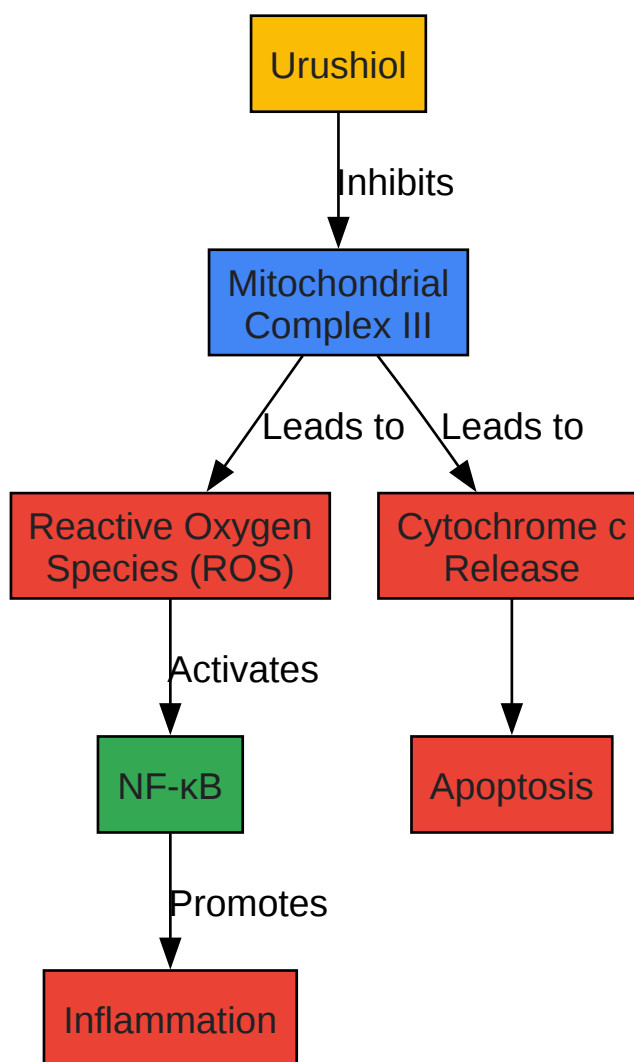 Urushiol
Inhibits
Mitochondrial
Complex III
Leads to
Leads to
Reactive Oxygen
Species (ROS)
Cytochrome c
Release
Activates
NF-κB
Apoptosis
Promotes
Inflammation